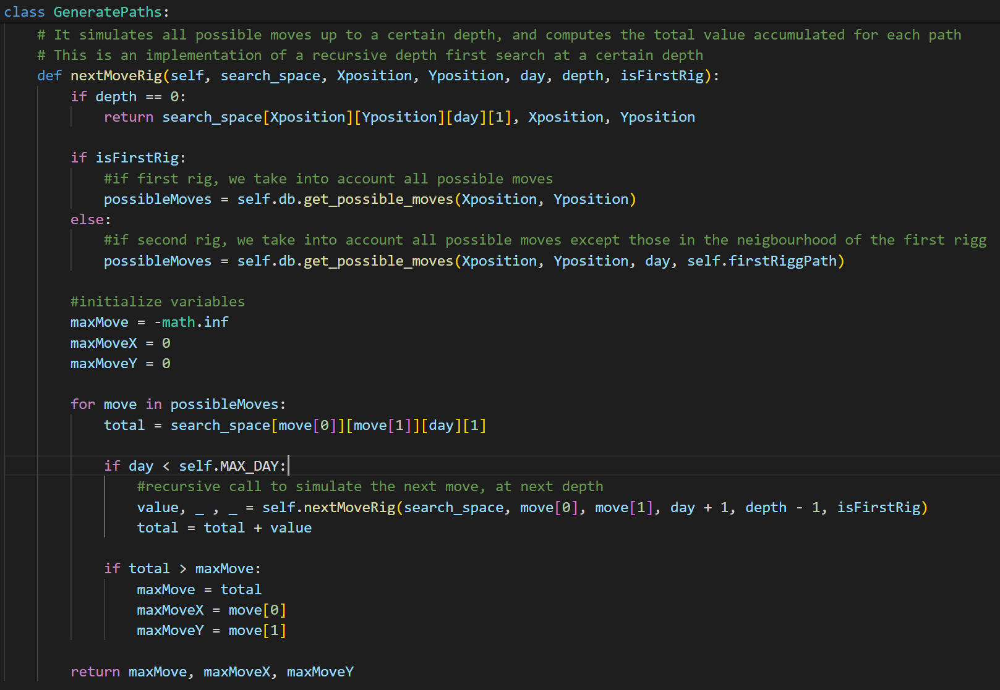 class GeneratePaths:
# It simulates all possible moves up to a certain depth, and computes the total value accumulated for each path
# This is an implementation of a recursive depth first search at a certain depth
def nextMoveRig(self, search_space, Xposition, Yposition, day, depth, isFirstRig):
if depth == 0:
return search_space[Xposition][Yposition][day][1], Xposition, Yposition
if isFirstRig:
#if first rig, we take into account all possible moves
possibleMoves = self.db.get_possible_moves(Xposition, Yposition)
else:
#if second rig, we take into account all possible moves except those in the neigbourhood of the first rigg
possibleMoves = self.db.get_possible_moves(Xposition, Yposition, day, self.firstRiggPath)
#initialize variables
maxMove = -math.inf
maxMoveX = 0
maxMoveY = 0
for move in possibleMoves:
total = search_space[move[0]][move[1]][day][1]
if day < self.MAX_DAY:
#recursive call to simulate the next move, at next depth
value, _ , _ = self.nextMoveRig(search_space, move[0], move[1], day + 1, depth - 1, isFirstRig)
total = total + value
if total > maxMove:
maxMove = total
maxMoveX = move[0]
maxMoveY = move[1]
return maxMove, maxMoveX, maxMoveY